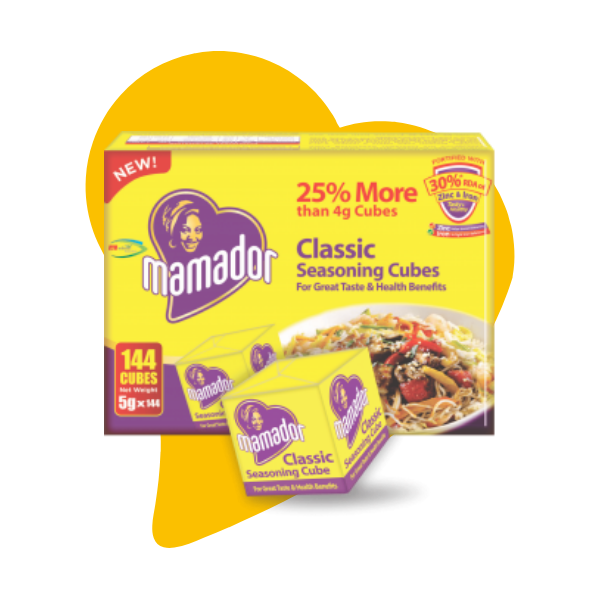 NEW!
25% More
than 4g Cubes
FORTIFIED WITH
30% RDA of
Zinc & Iron
mamador
Classic
Seasoning Cubes
For Great Taste & Health Benefits
144
CUBES
Net Weight
5g x 144
mamador
mamador
Classic
Seasoning Cube
For Great Taste & Health Benefits
mamador
Classic
Seasoning Cube